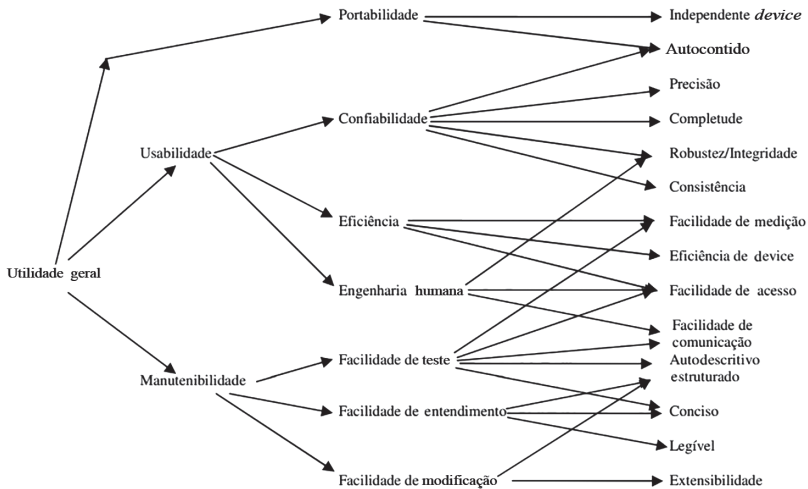 Portabilidade
Independente device
Autocontido
Precisão
Confiabilidade
Completude
Usabilidade
Robustez/Integridade
Consistência
Eficiência
Facilidade de medição
Eficiência de device
Utilidade geral
Engenharia humana
Facilidade de acesso
Facilidade de
comunicação
Facilidade de teste
Autodescritivo
estruturado
Manutenibilidade
Facilidade de entendimento
Conciso
Legível
Facilidade de modificação
Extensibilidade